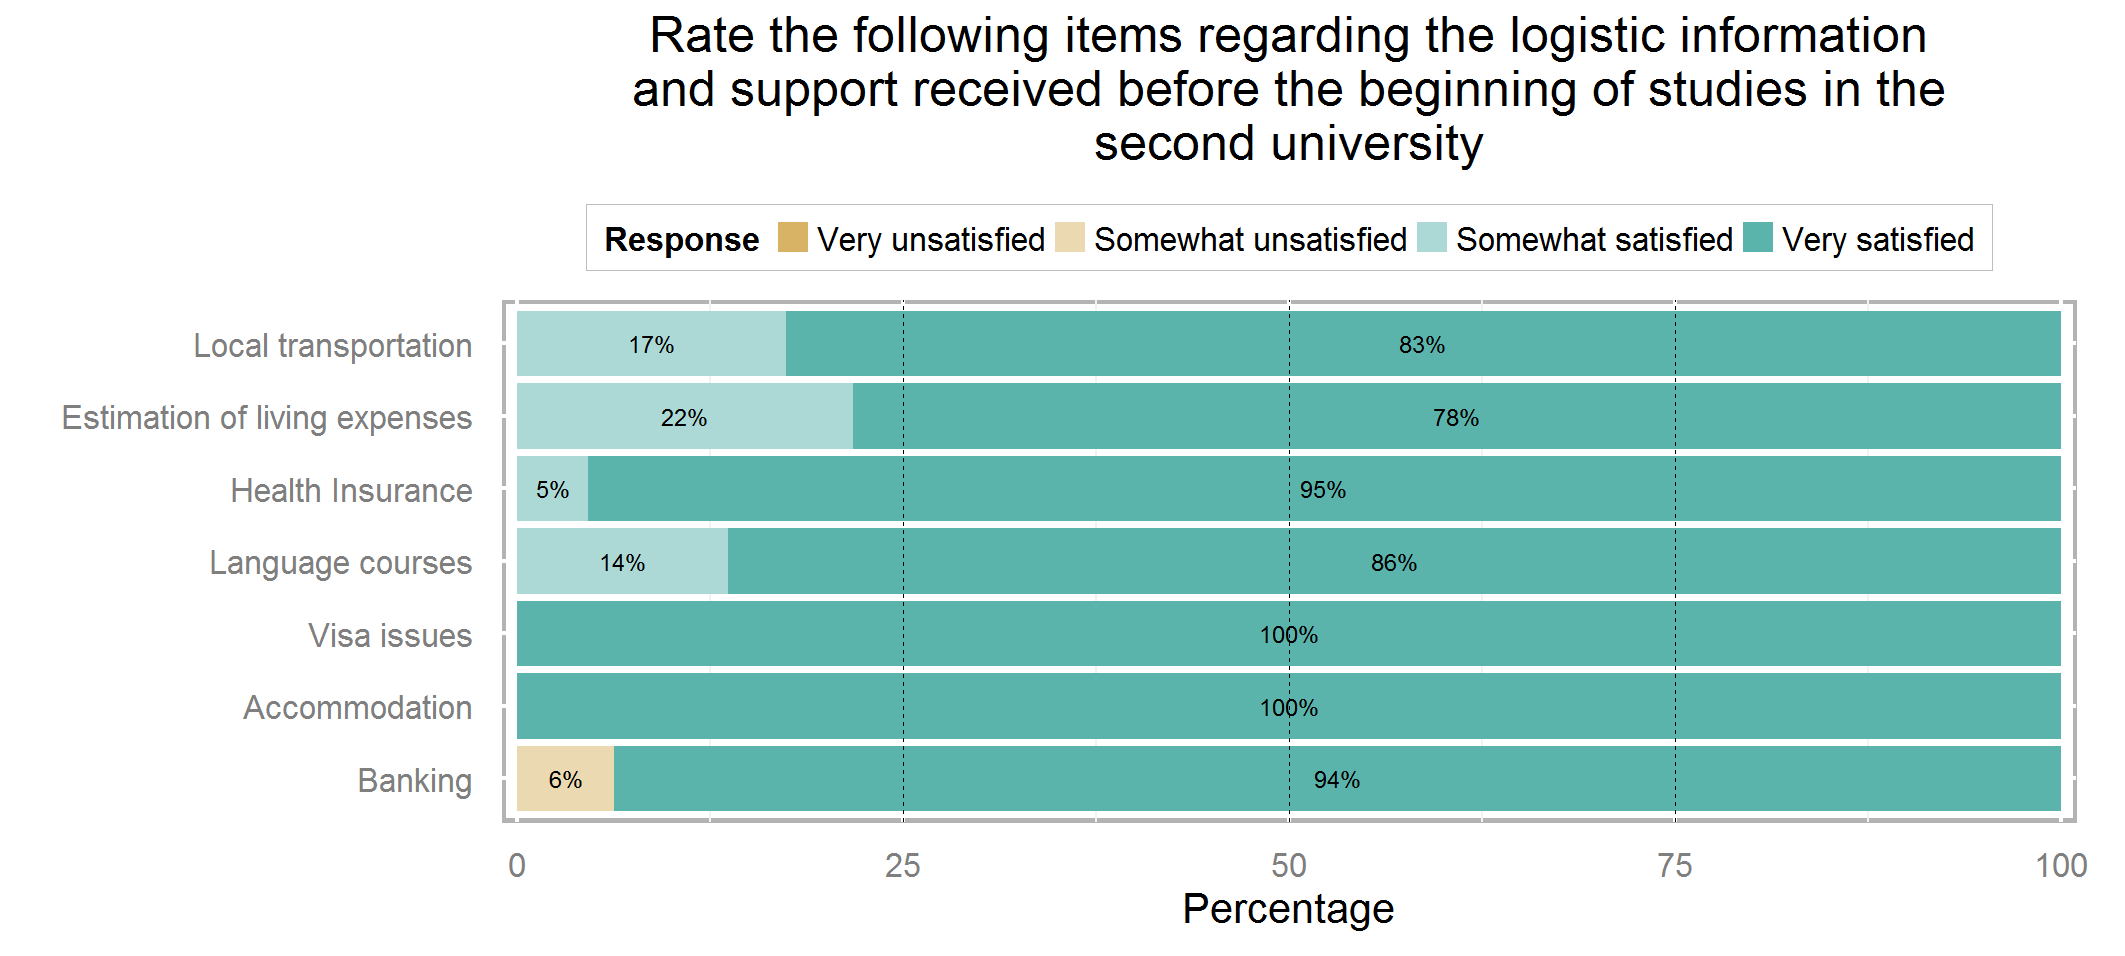 Rate the following items regarding the logistic information
and support received before the beginning of studies in the
second university
Response Very unsatisfied Somewhat unsatisfied Somewhat satisfied Very satisfied
Local transportation 17% 83%
Estimation of living expenses 22% 78%
Health Insurance 5% 95%
Language courses 14% 86%
Visa issues 100%
Accommodation 100%
Banking 6% 94%
0 25 50 75 100
Percentage